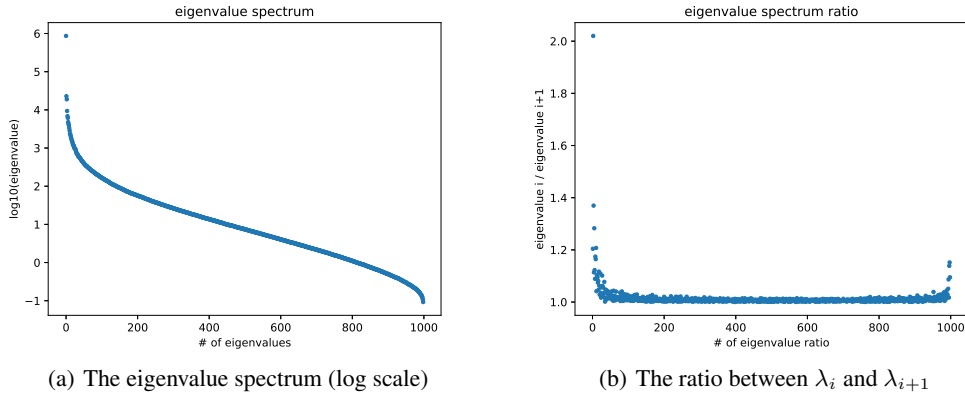 eigenvalue spectrum
log10(eigenvalue)
6
5
4
3
2
1
0
−1
0 200 400 600 800 1000
# of eigenvalues
(a) The eigenvalue spectrum (log scale)
eigenvalue spectrum ratio
eigenvalue i / eigenvalue i+1
2.0
1.8
1.6
1.4
1.2
1.0
0 200 400 600 800 1000
# of eigenvalue ratio
(b) The ratio between λi and λi+1